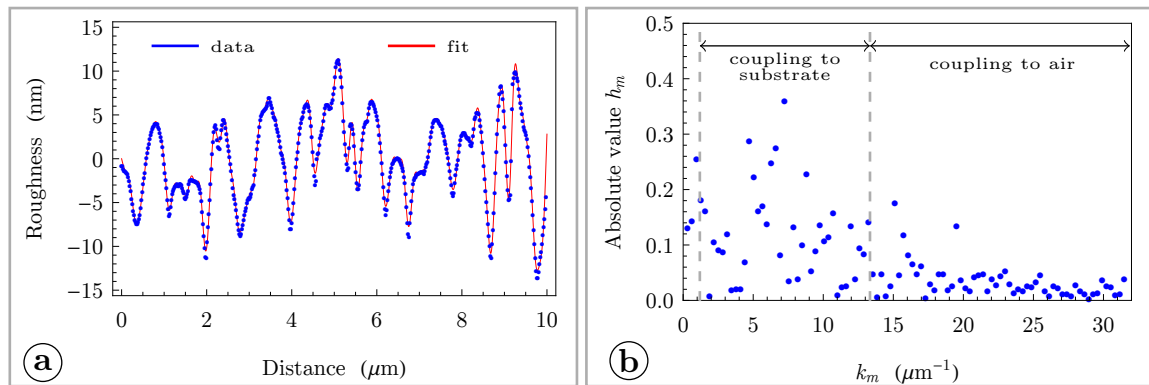 15
10
5
0
−5
−10
−15
Roughness (nm)
data
fit
0
2
4
6
8
10
Distance (μm)
a
0.5
0.4
0.3
0.2
0.1
0.0
Absolute value h_m
coupling to
substrate
coupling to air
0
5
10
15
20
25
30
k_m (μm⁻¹)
b